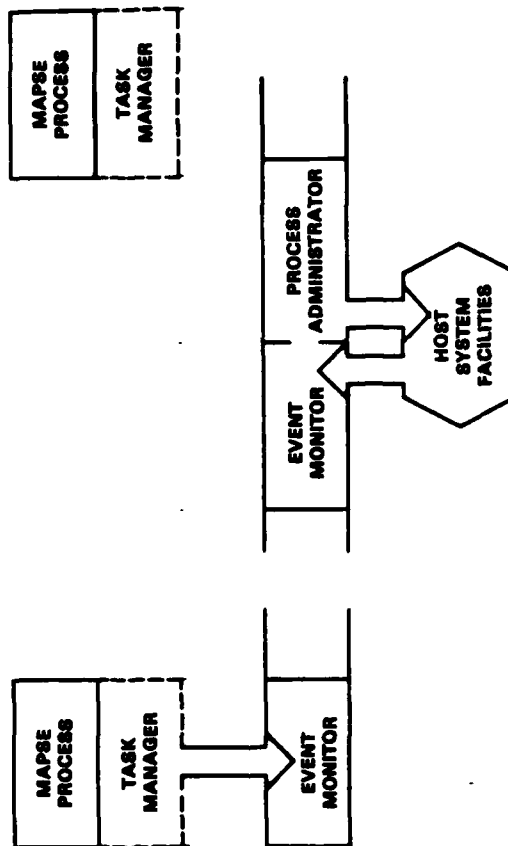 MAPSE
PROCESS
TASK
MANAGER
EVENT
MONITOR
MAPSE
PROCESS
TASK
MANAGER
EVENT
MONITOR
PROCESS
ADMINISTRATOR
HOST
SYSTEM
FACILITIES